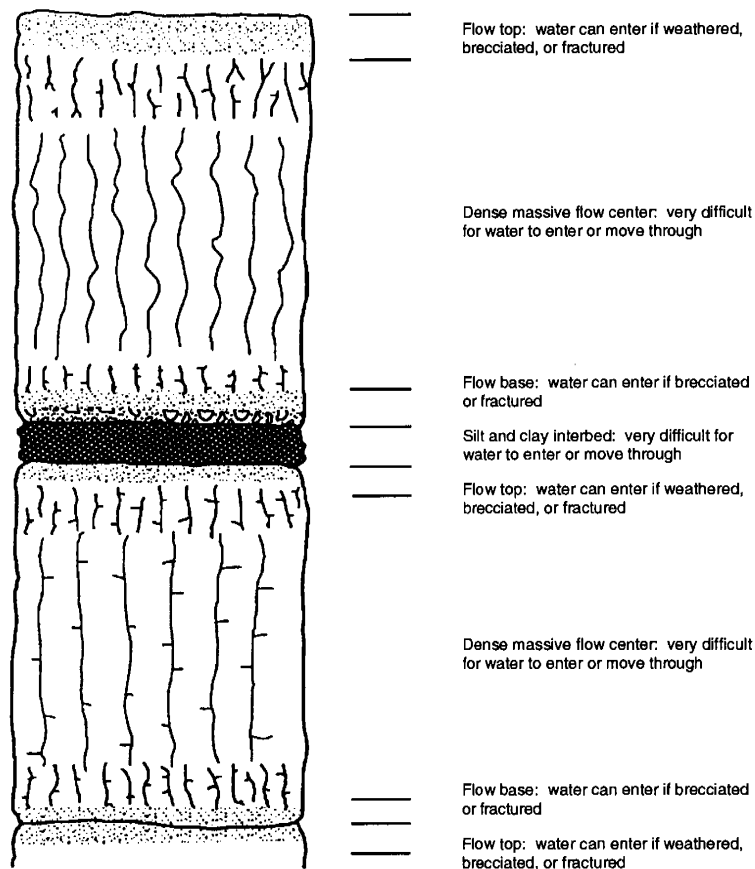 Flow top: water can enter if weathered,
brecciated, or fractured
Dense massive flow center: very difficult
for water to enter or move through
Flow base: water can enter if brecciated
or fractured
Silt and clay interbed: very difficult for
water to enter or move through
Flow top: water can enter if weathered,
brecciated, or fractured
Dense massive flow center: very difficult
for water to enter or move through
Flow base: water can enter if brecciated
or fractured
Flow top: water can enter if weathered,
brecciated, or fractured